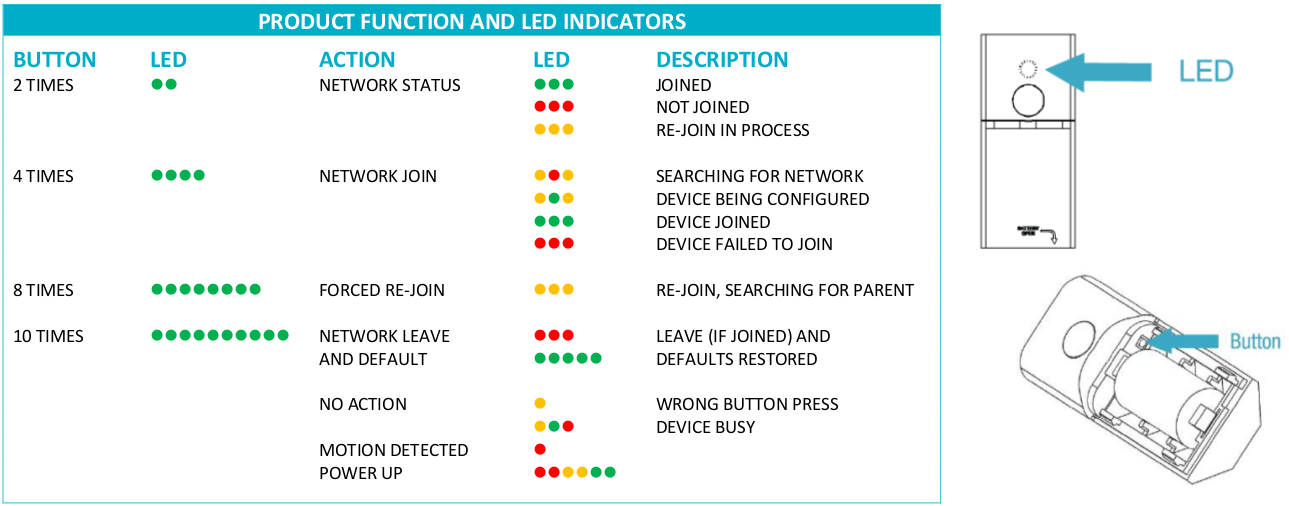 PRODUCT FUNCTION AND LED INDICATORS
BUTTON LED ACTION LED DESCRIPTION
2 TIMES NETWORK STATUS JOINED
NOT JOINED
RE-JOIN IN PROCESS
4 TIMES NETWORK JOIN SEARCHING FOR NETWORK
DEVICE BEING CONFIGURED
DEVICE JOINED
DEVICE FAILED TO JOIN
8 TIMES FORCED RE-JOIN RE-JOIN, SEARCHING FOR PARENT
10 TIMES NETWORK LEAVE LEAVE (IF JOINED) AND
AND DEFAULT DEFAULTS RESTORED
NO ACTION WRONG BUTTON PRESS
DEVICE BUSY
MOTION DETECTED
POWER UP
LED
BATTERY
OPEN
Button